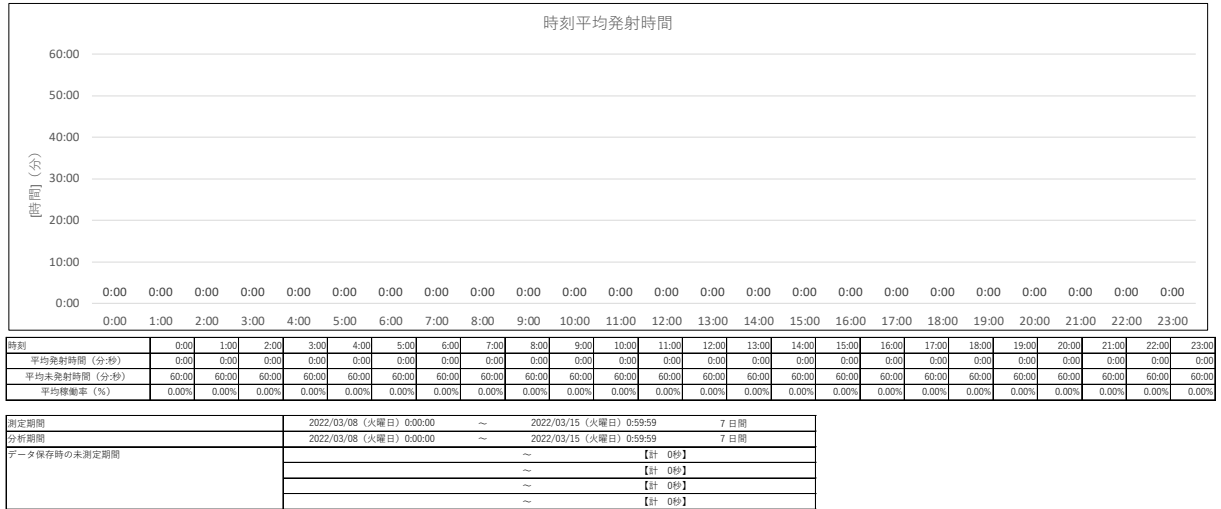 時刻平均発射時間
60:00
50:00
40:00
30:00
20:00
10:00
0:00
[時間]（分）
0:00 0:00 0:00 0:00 0:00 0:00 0:00 0:00 0:00 0:00 0:00 0:00 0:00 0:00 0:00 0:00 0:00 0:00 0:00 0:00 0:00 0:00 0:00 0:00
0:00 1:00 2:00 3:00 4:00 5:00 6:00 7:00 8:00 9:00 10:00 11:00 12:00 13:00 14:00 15:00 16:00 17:00 18:00 19:00 20:00 21:00 22:00 23:00
時刻 0:00 1:00 2:00 3:00 4:00 5:00 6:00 7:00 8:00 9:00 10:00 11:00 12:00 13:00 14:00 15:00 16:00 17:00 18:00 19:00 20:00 21:00 22:00 23:00
平均発射時間（分:秒） 0:00 0:00 0:00 0:00 0:00 0:00 0:00 0:00 0:00 0:00 0:00 0:00 0:00 0:00 0:00 0:00 0:00 0:00 0:00 0:00 0:00 0:00 0:00 0:00
平均未発射時間（分:秒） 60:00 60:00 60:00 60:00 60:00 60:00 60:00 60:00 60:00 60:00 60:00 60:00 60:00 60:00 60:00 60:00 60:00 60:00 60:00 60:00 60:00 60:00 60:00 60:00
平均稼働率（%） 0.00% 0.00% 0.00% 0.00% 0.00% 0.00% 0.00% 0.00% 0.00% 0.00% 0.00% 0.00% 0.00% 0.00% 0.00% 0.00% 0.00% 0.00% 0.00% 0.00% 0.00% 0.00% 0.00% 0.00%
測定期間 2022/03/08（火曜日）0:00:00 ～ 2022/03/15（火曜日）0:59:59 7 日間
分析期間 2022/03/08（火曜日）0:00:00 ～ 2022/03/15（火曜日）0:59:59 7 日間
データ保存時の未測定期間 ～ 【計 0秒】
～ 【計 0秒】
～ 【計 0秒】
～ 【計 0秒】